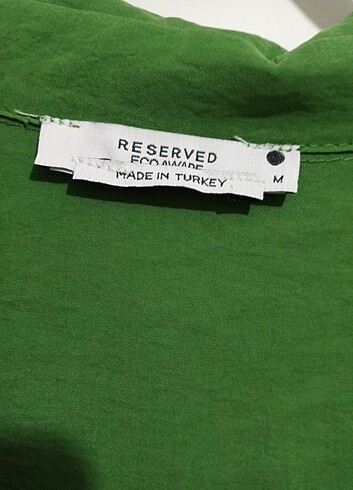 RESERVED
ECO AWARE
MADE IN TURKEY
M